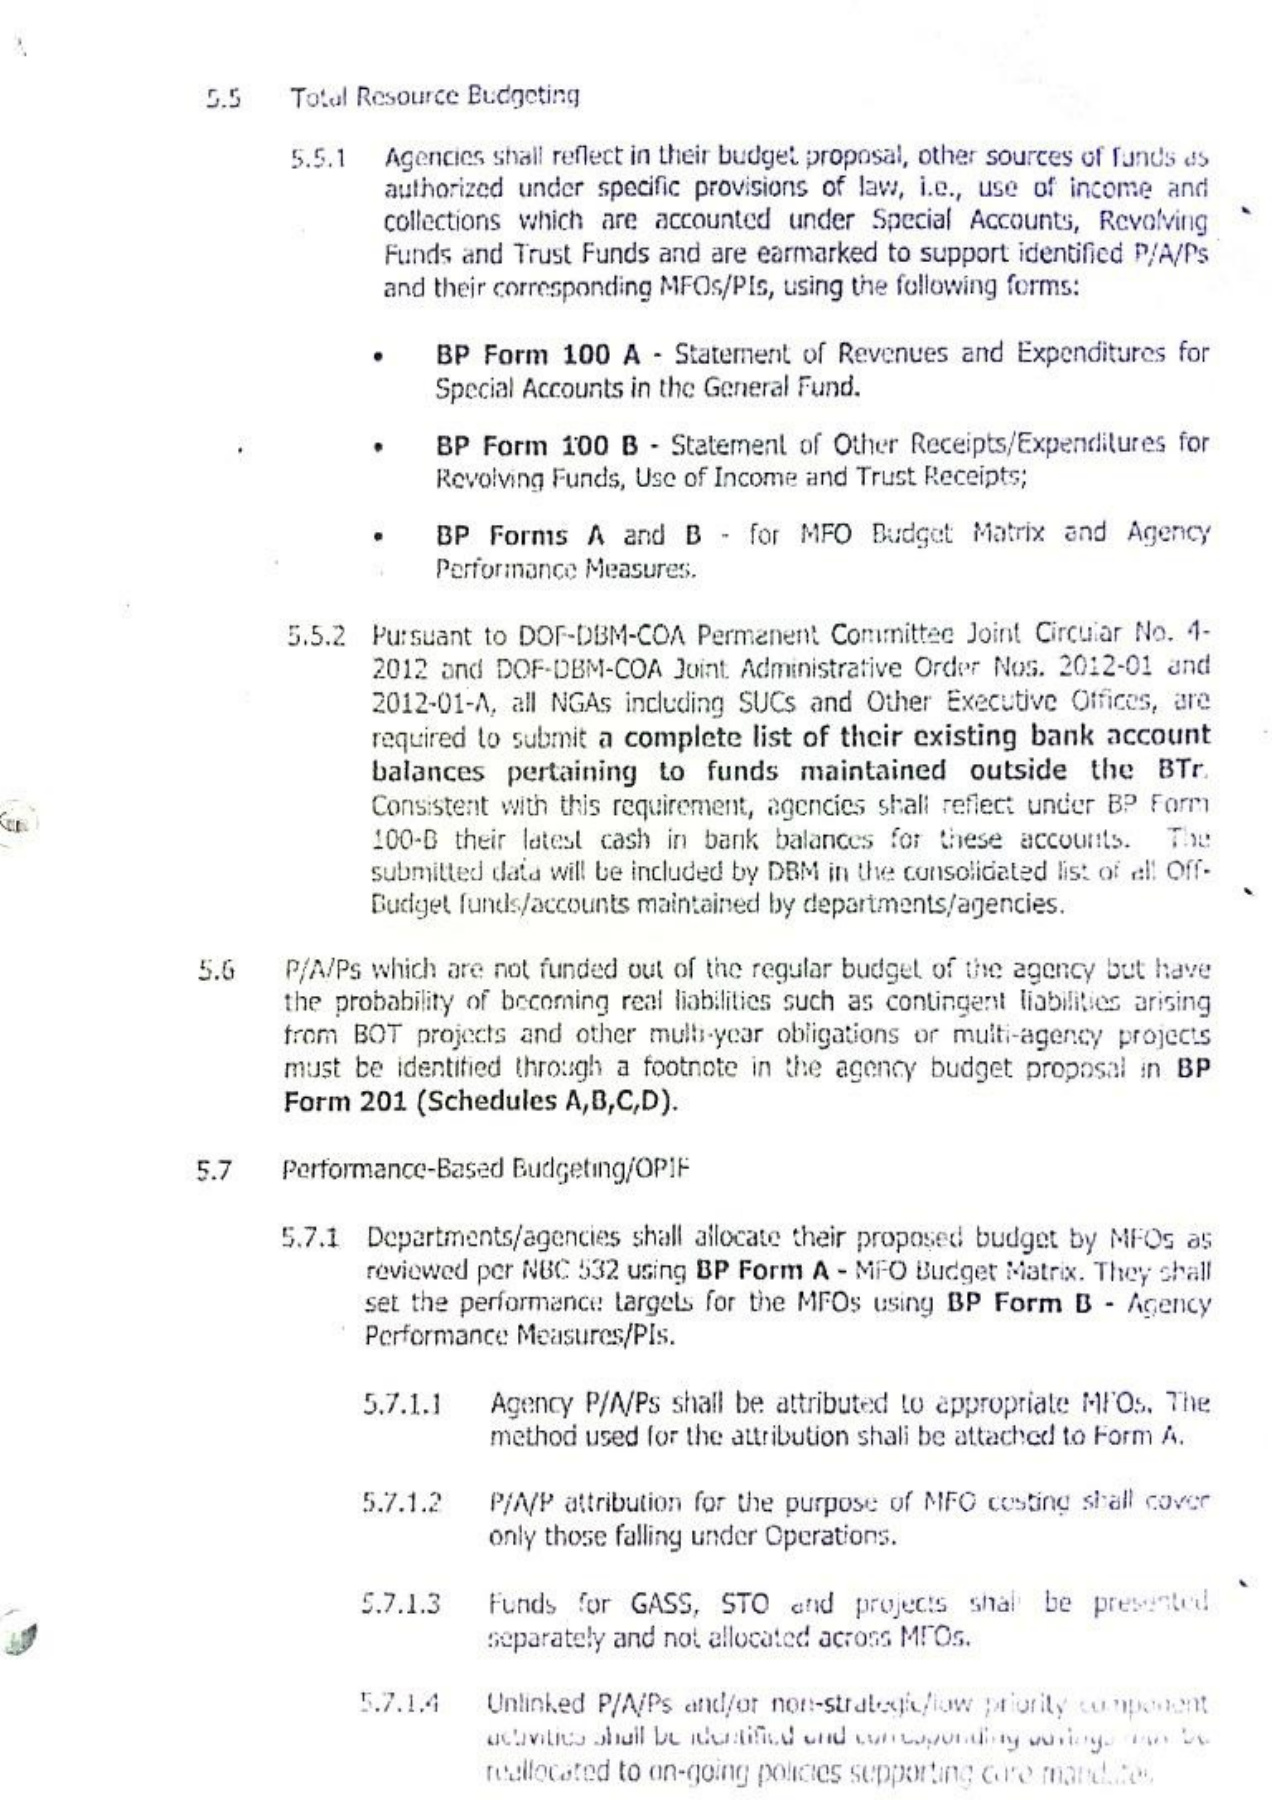 5.5 Total Resource Budgeting
5.5.1 Agencies shall reflect in their budget proposal, other sources of funds as
authorized under specific provisions of law, i.e., use of income and
collections which are accounted under Special Accounts, Revolving
Funds and Trust Funds and are earmarked to support identified P/A/Ps
and their corresponding MFOs/PIs, using the following forms:
• BP Form 100 A - Statement of Revenues and Expenditures for
Special Accounts in the General Fund.
• BP Form 100 B - Statement of Other Receipts/Expenditures for
Revolving Funds, Use of Income and Trust Receipts;
• BP Forms A and B - for MFO Budget Matrix and Agency
Performance Measures.
5.5.2 Pursuant to DOF-DBM-COA Permanent Committee Joint Circular No. 4-
2012 and DOF-DBM-COA Joint Administrative Order Nos. 2012-01 and
2012-01-A, all NGAs including SUCs and Other Executive Offices, are
required to submit a complete list of their existing bank account
balances pertaining to funds maintained outside the BTr.
Consistent with this requirement, agencies shall reflect under BP Form
100-B their latest cash in bank balances for these accounts. The
submitted data will be included by DBM in the consolidated list of all Off-
Budget funds/accounts maintained by departments/agencies.
5.6 P/A/Ps which are not funded out of the regular budget of the agency but have
the probability of becoming real liabilities such as contingent liabilities arising
from BOT projects and other multi-year obligations or multi-agency projects
must be identified through a footnote in the agency budget proposal in BP
Form 201 (Schedules A,B,C,D).
5.7 Performance-Based Budgeting/OPIF
5.7.1 Departments/agencies shall allocate their proposed budget by MFOs as
reviewed per NBC 532 using BP Form A - MFO Budget Matrix. They shall
set the performance targets for the MFOs using BP Form B - Agency
Performance Measures/PIs.
5.7.1.1 Agency P/A/Ps shall be attributed to appropriate MFOs. The
method used for the attribution shall be attached to Form A.
5.7.1.2 P/A/P attribution for the purpose of MFO costing shall cover
only those falling under Operations.
5.7.1.3 Funds for GASS, STO and projects shall be presented
separately and not allocated across MFOs.
5.7.1.4 Unlinked P/A/Ps and/or non-strategic/low priority component
activities shall be identified and corresponding savings be
reallocated to on-going policies supporting core mandates.